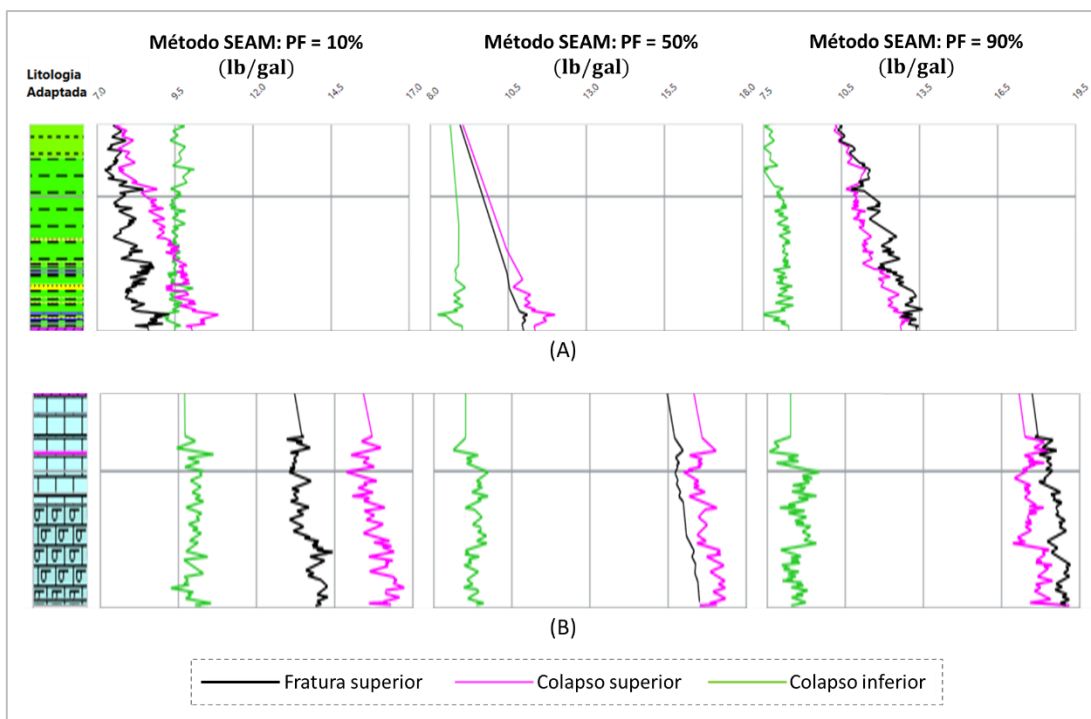 Método SEAM: PF = 10%
(lb/gal)
Método SEAM: PF = 50%
(lb/gal)
Método SEAM: PF = 90%
(lb/gal)
Litologia
Adaptada
7.0 9.5 12.0 14.5 17.0
8.0 10.5 13.0 15.5 18.0
7.5 10.5 13.5 16.5 19.5
(A)
(B)
Fratura superior
Colapso superior
Colapso inferior